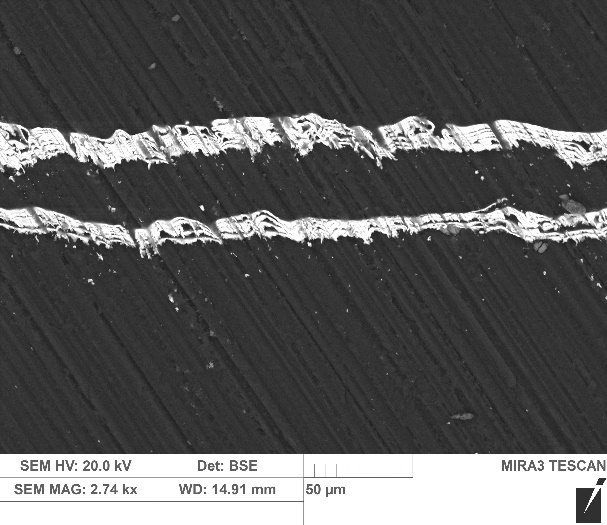 SEM HV: 20.0 kV Det: BSE MIRA3 TESCAN
SEM MAG: 2.74 kx WD: 14.91 mm 50 µm